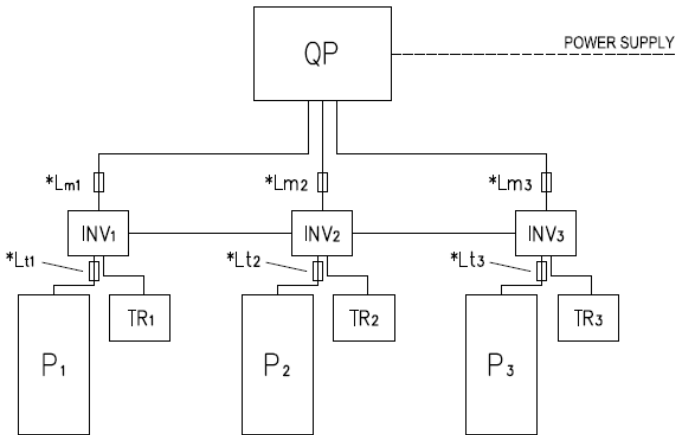 QP
POWER SUPPLY
*Lm1
*Lm2
*Lm3
INV1
INV2
INV3
*Lt1
*Lt2
*Lt3
P1
TR1
P2
TR2
P3
TR3